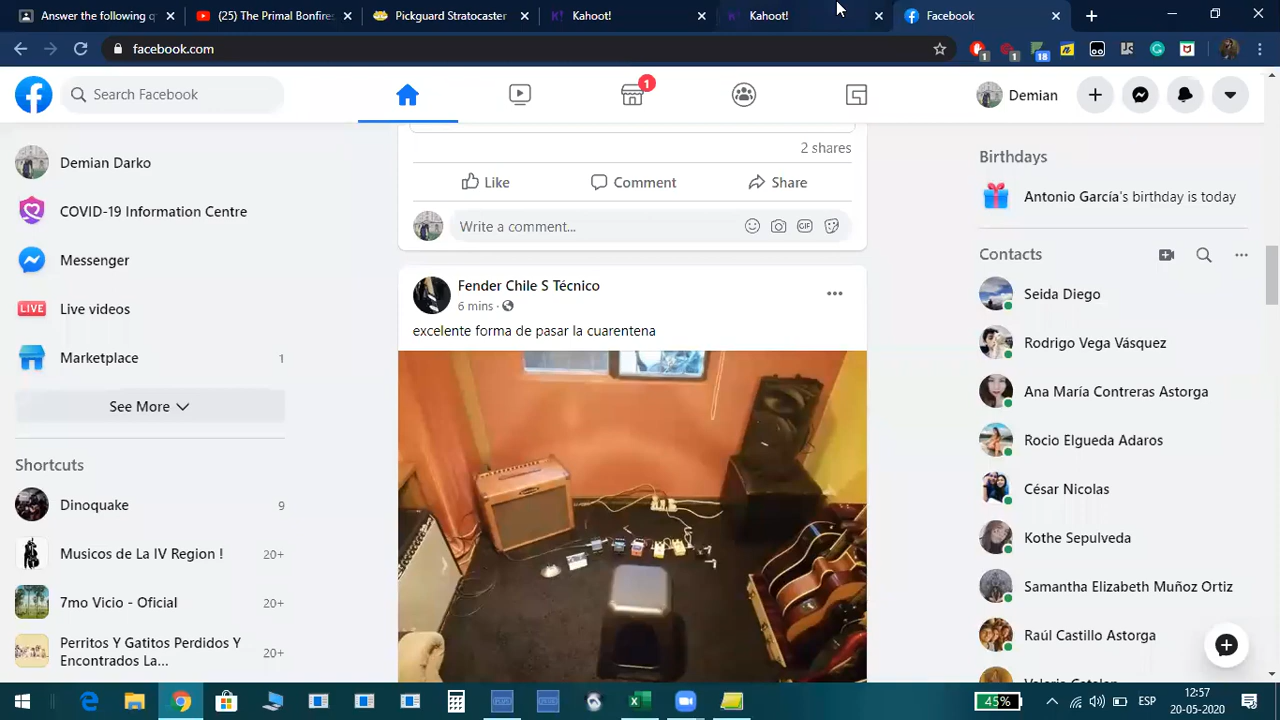 Answer the following q
(25) The Primal Bonfire
Pickguard Stratocaster
Kahoot!
Kahoot!
Facebook
facebook.com
1
1
18
Search Facebook
1
Demian
Demian Darko
COVID-19 Information Centre
Messenger
LIVE
Live videos
Marketplace
1
See More
Shortcuts
Dinoquake
9
Musicos de La IV Region !
20+
7mo Vicio - Oficial
20+
Perritos Y Gatitos Perdidos Y
Encontrados La...
20+
2 shares
Like
Comment
Share
Write a comment...
GIF
Fender Chile S Técnico
6 mins ·
excelente forma de pasar la cuarentena
Birthdays
Antonio García's birthday is today
Contacts
Seida Diego
Rodrigo Vega Vásquez
Ana María Contreras Astorga
Rocio Elgueda Adaros
César Nicolas
Kothe Sepulveda
Samantha Elizabeth Muñoz Ortiz
Raúl Castillo Astorga
45%
ESP
12:57
20-05-2020